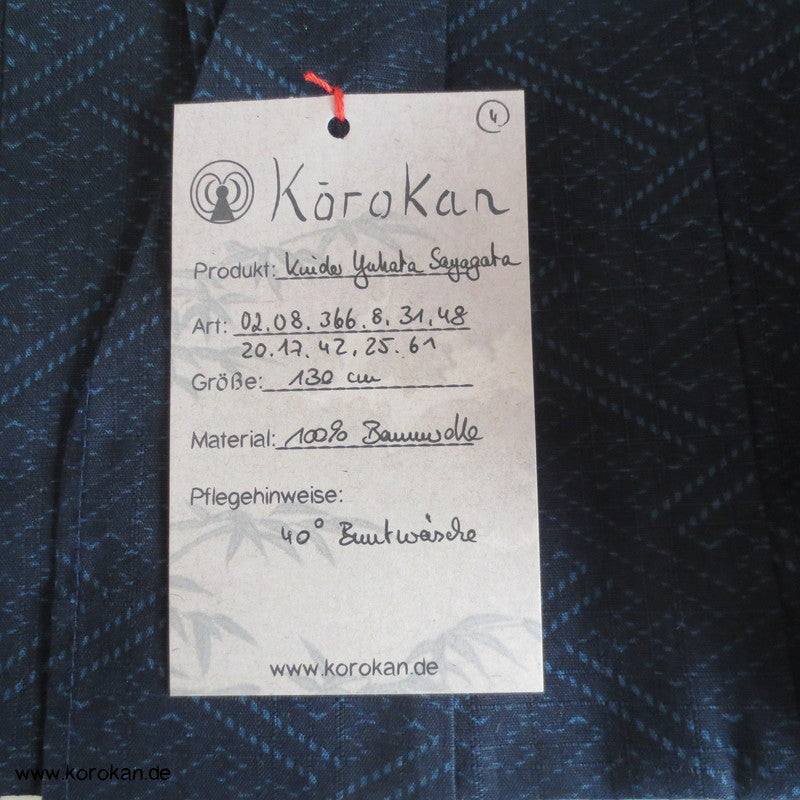 4
Kōrokan
Produkt: Kinder Yukata Sayagata
Art: 02.08.366.8.31.48
20.17.42.25.61
Größe: 130 cm
Material: 100% Baumwolle
Pflegehinweise:
40° Buntwäsche
www.korokan.de
www.korokan.de